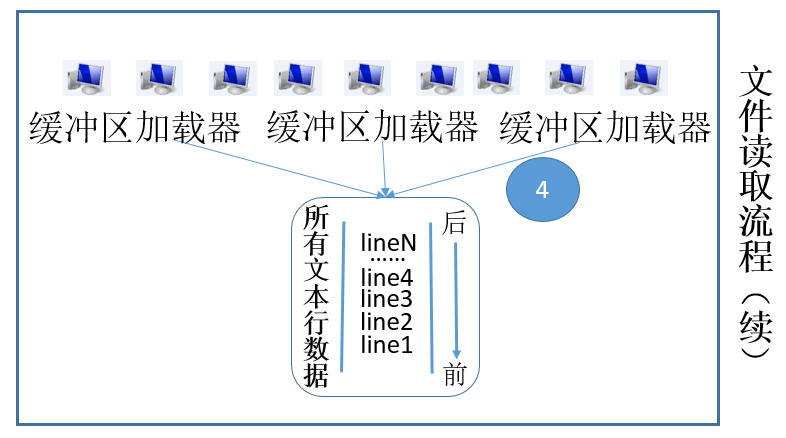 缓冲区加载器
缓冲区加载器
缓冲区加载器
4
所有文本行数据
lineN
……
line4
line3
line2
line1
后
前
文件读取流程（续）